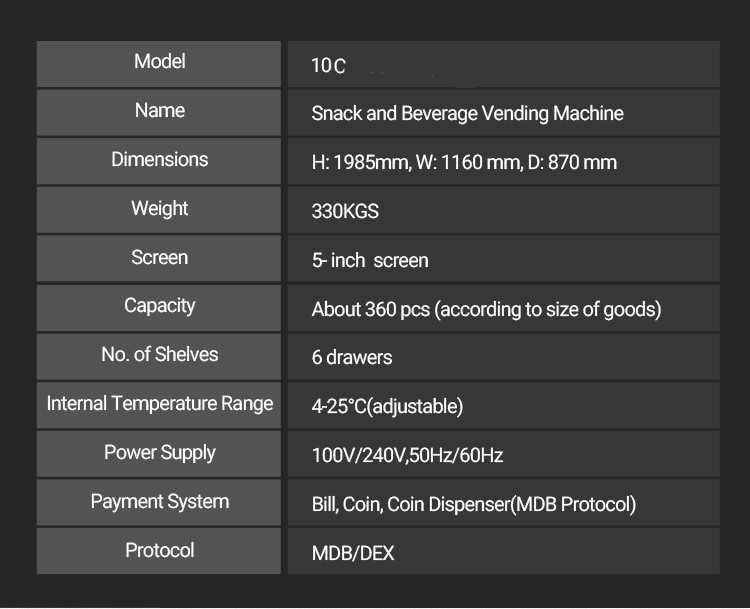 Model 10C
Name Snack and Beverage Vending Machine
Dimensions H: 1985mm, W: 1160 mm, D: 870 mm
Weight 330KGS
Screen 5- inch screen
Capacity About 360 pcs (according to size of goods)
No. of Shelves 6 drawers
Internal Temperature Range 4-25°C(adjustable)
Power Supply 100V/240V,50Hz/60Hz
Payment System Bill, Coin, Coin Dispenser(MDB Protocol)
Protocol MDB/DEX